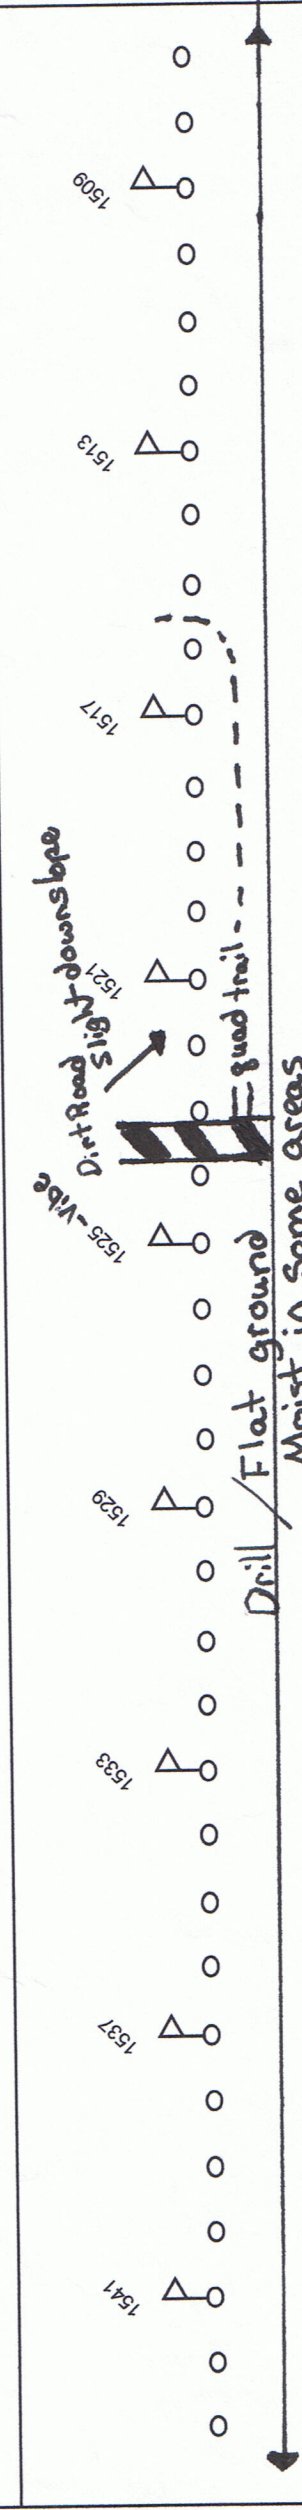 1509
1513
1517
1521
Dirt Road
Slight downslope
quad trail
1525 - vibe
Drill / Flat ground
Moist in some areas
1529
1533
1537
1541